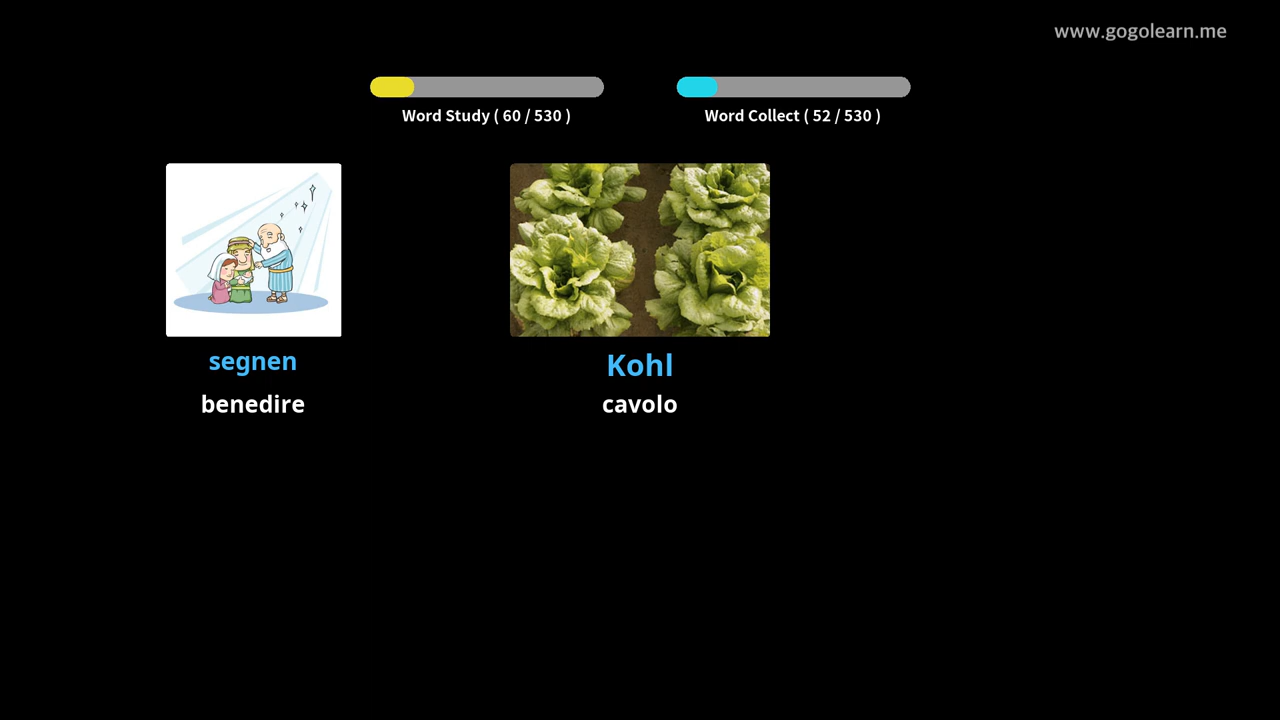 www.gogolearn.me
Word Study ( 60 / 530 )
Word Collect ( 52 / 530 )
segnen
benedire
Kohl
cavolo